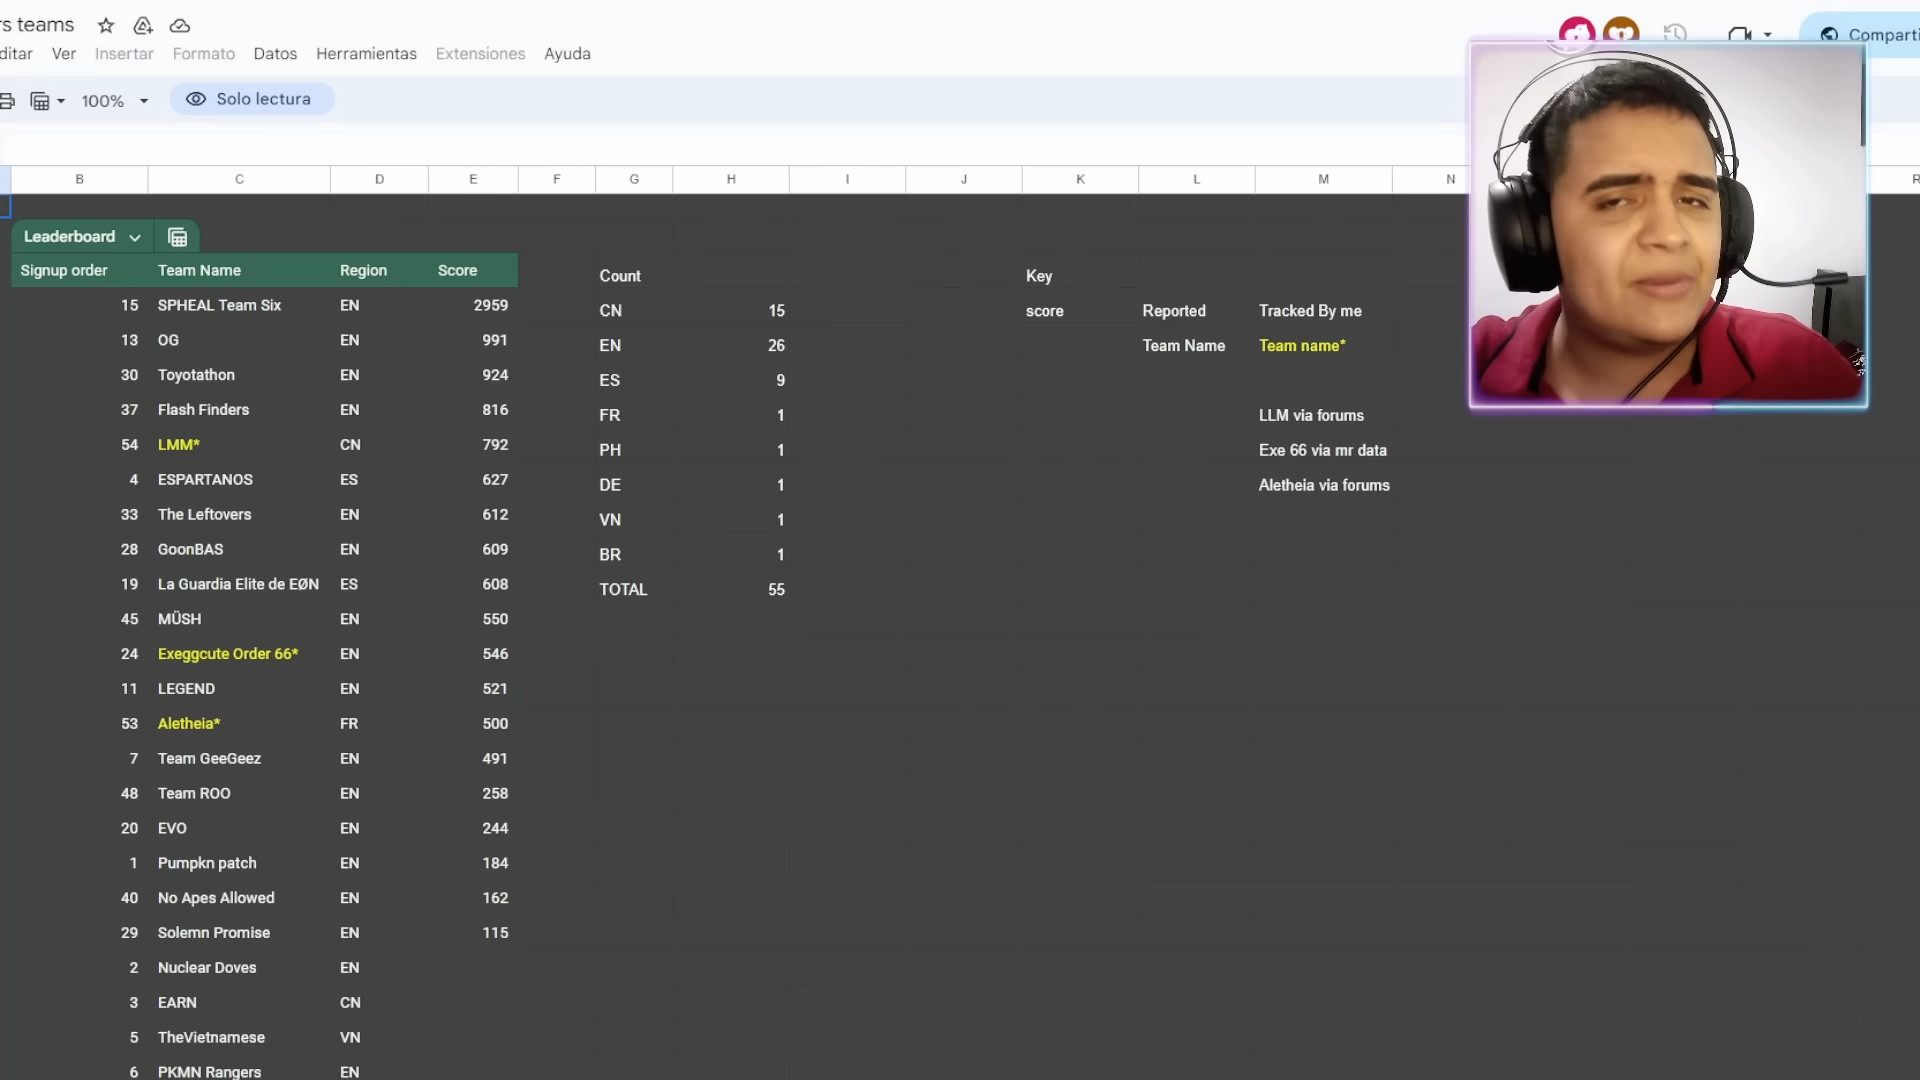 rs teams
ditar Ver Insertar Formato Datos Herramientas Extensiones Ayuda
Comparti
100% Solo lectura
B C D E F G H I J K L M N R
Leaderboard
Signup order Team Name Region Score
15 SPHEAL Team Six EN 2959
13 OG EN 991
30 Toyotathon EN 924
37 Flash Finders EN 816
54 LMM* CN 792
4 ESPARTANOS ES 627
33 The Leftovers EN 612
28 GoonBAS EN 609
19 La Guardia Elite de EØN ES 608
45 MÜSH EN 550
24 Exeggcute Order 66* EN 546
11 LEGEND EN 521
53 Aletheia* FR 500
7 Team GeeGeez EN 491
48 Team ROO EN 258
20 EVO EN 244
1 Pumpkn patch EN 184
40 No Apes Allowed EN 162
29 Solemn Promise EN 115
2 Nuclear Doves EN
3 EARN CN
5 TheVietnamese VN
6 PKMN Rangers EN
Count
CN 15
EN 26
ES 9
FR 1
PH 1
DE 1
VN 1
BR 1
TOTAL 55
Key
score Reported Tracked By me
Team Name Team name*
LLM via forums
Exe 66 via mr data
Aletheia via forums